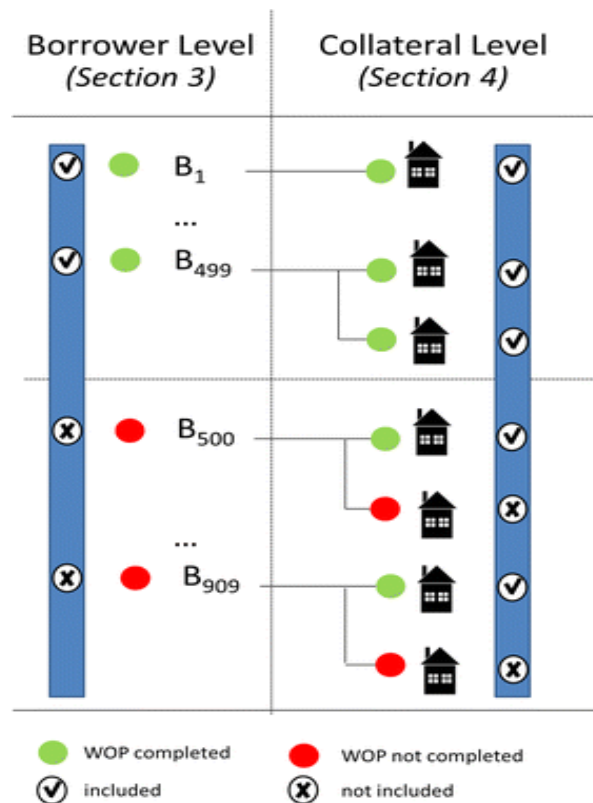 Borrower Level
(Section 3)
Collateral Level
(Section 4)
B1
...
B499
B500
...
B909
WOP completed
WOP not completed
included
not included